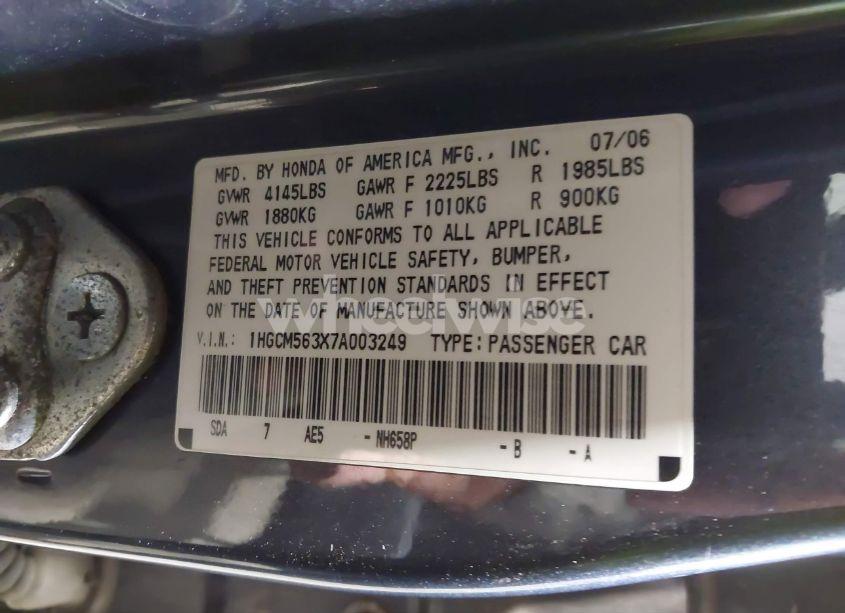 MFD. BY HONDA OF AMERICA MFG., INC. 07/06
GVWR 4145LBS GAWR F 2225LBS R 1985LBS
GVWR 1880KG GAWR F 1010KG R 900KG
THIS VEHICLE CONFORMS TO ALL APPLICABLE
FEDERAL MOTOR VEHICLE SAFETY, BUMPER,
AND THEFT PREVENTION STANDARDS IN EFFECT
ON THE DATE OF MANUFACTURE SHOWN ABOVE.
wheelwise
V.I.N.: 1HGCM563X7A003249 TYPE: PASSENGER CAR
SDA 7 AE5 - NH658P - B - A